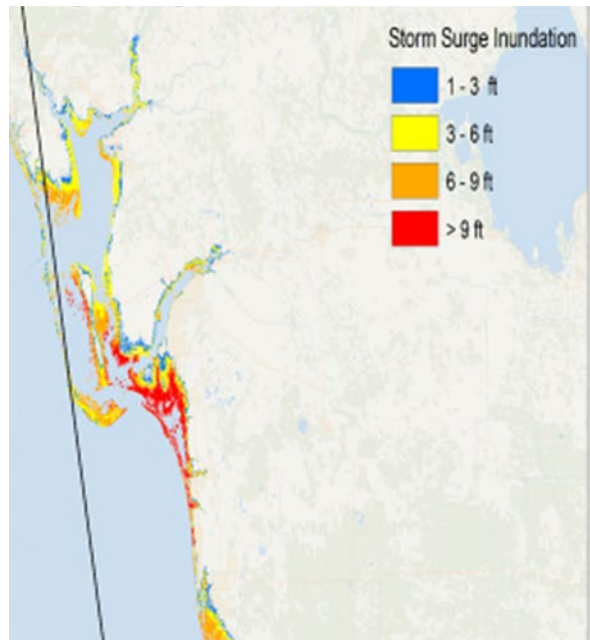 Storm Surge Inundation
1 - 3 ft
3 - 6 ft
6 - 9 ft
> 9 ft